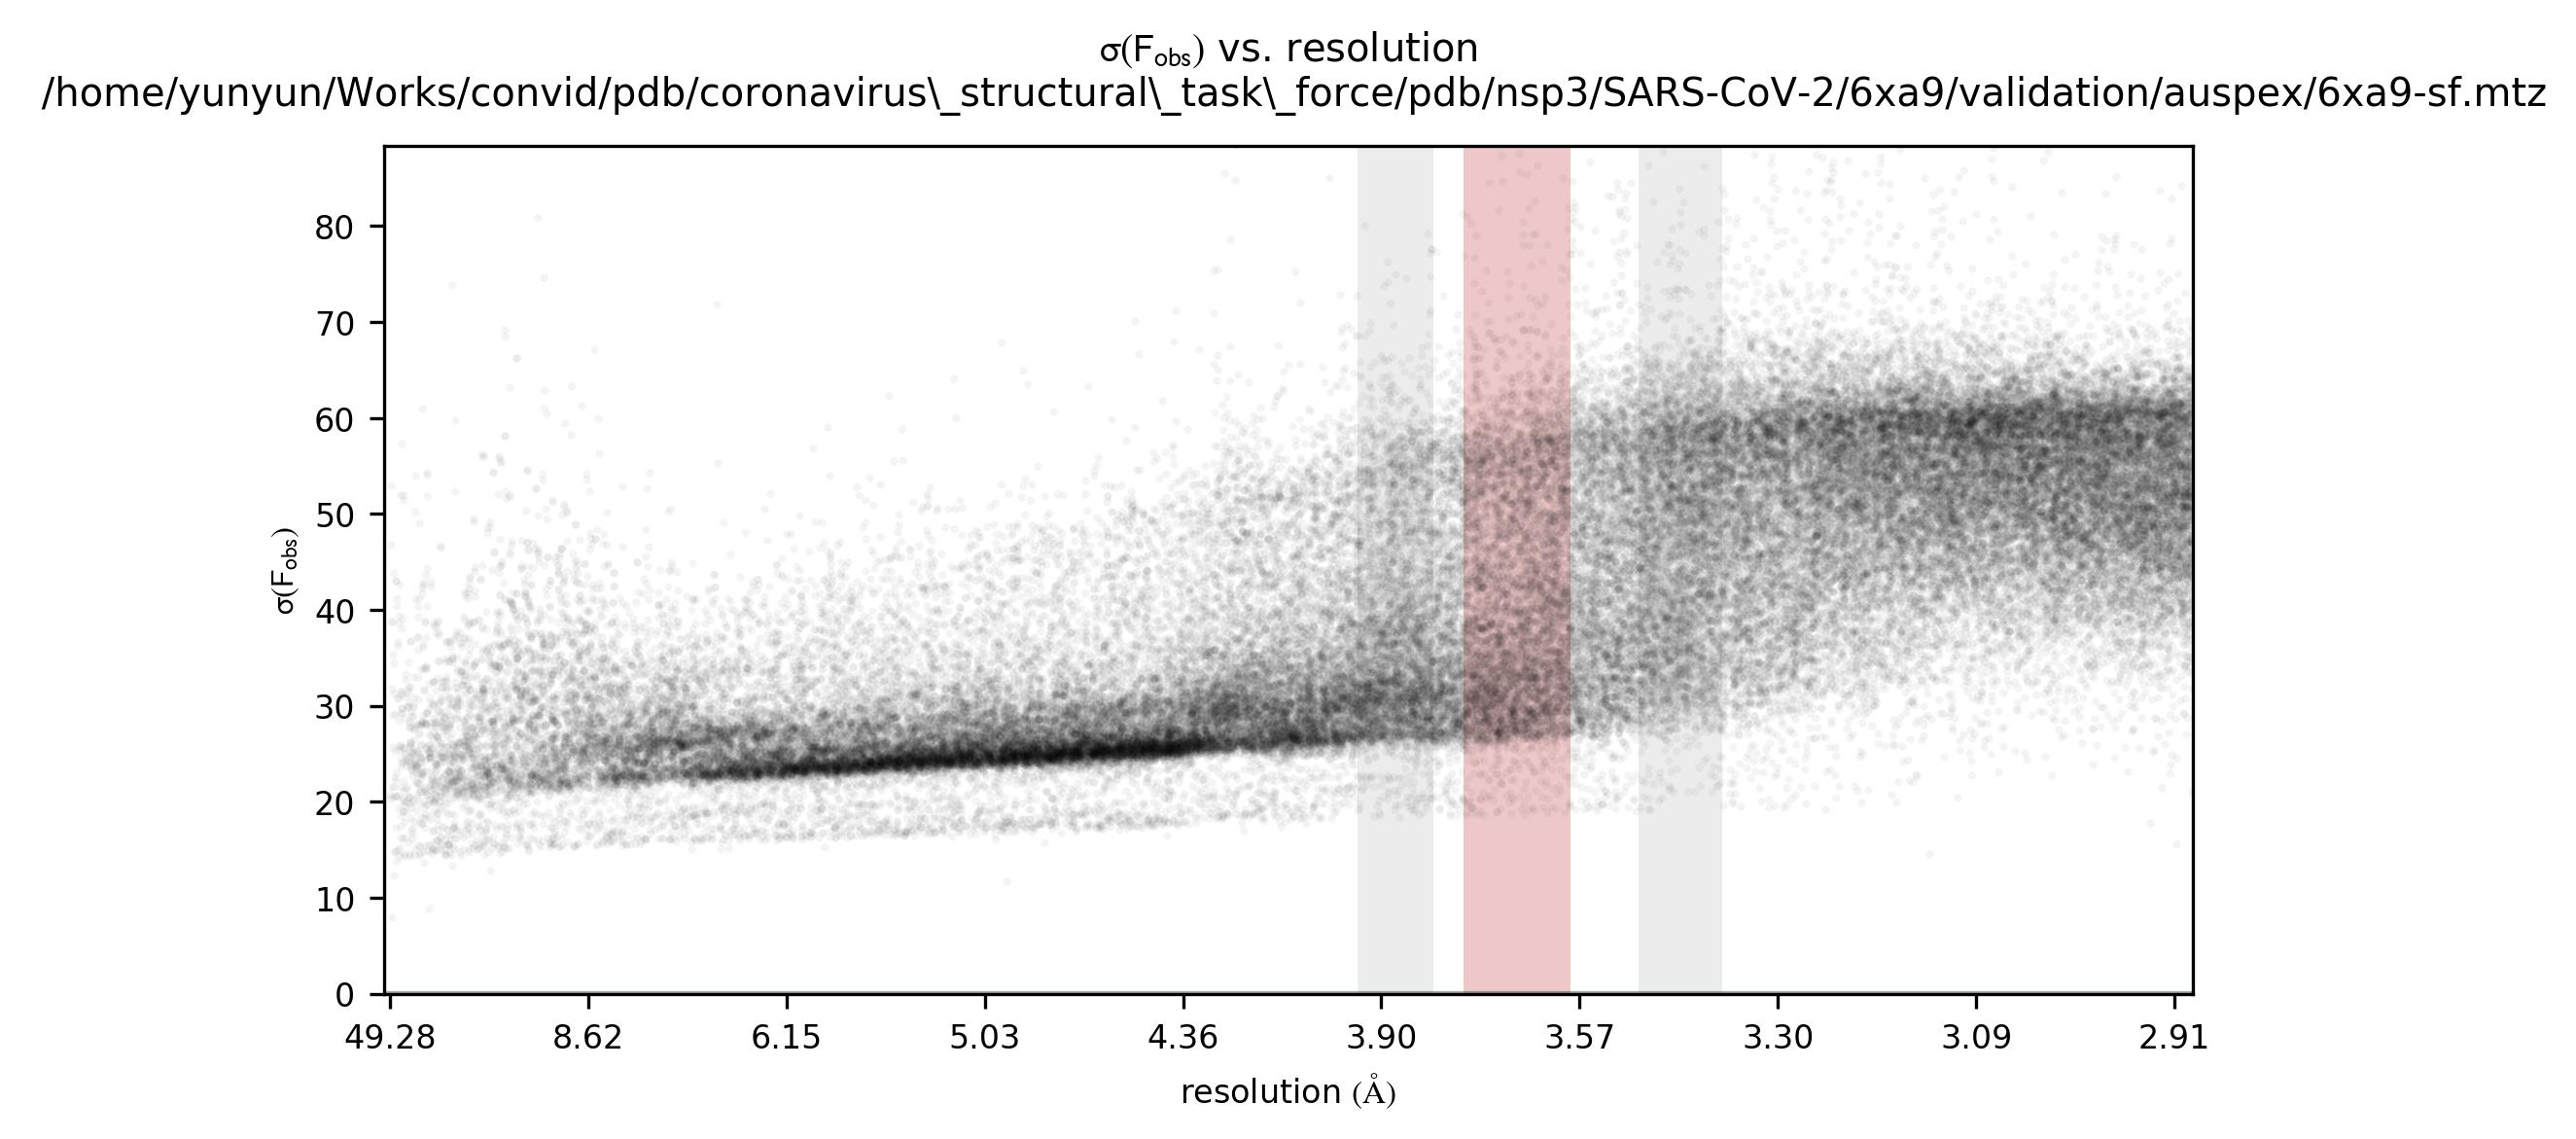 σ(Fobs) vs. resolution
/home/yunyun/Works/convid/pdb/coronavirus\_structural\_task\_force/pdb/nsp3/SARS-CoV-2/6xa9/validation/auspex/6xa9-sf.mtz
80
70
60
50
40
30
20
10
0
σ(Fobs)
49.28 8.62 6.15 5.03 4.36 3.90 3.57 3.30 3.09 2.91
resolution (Å)